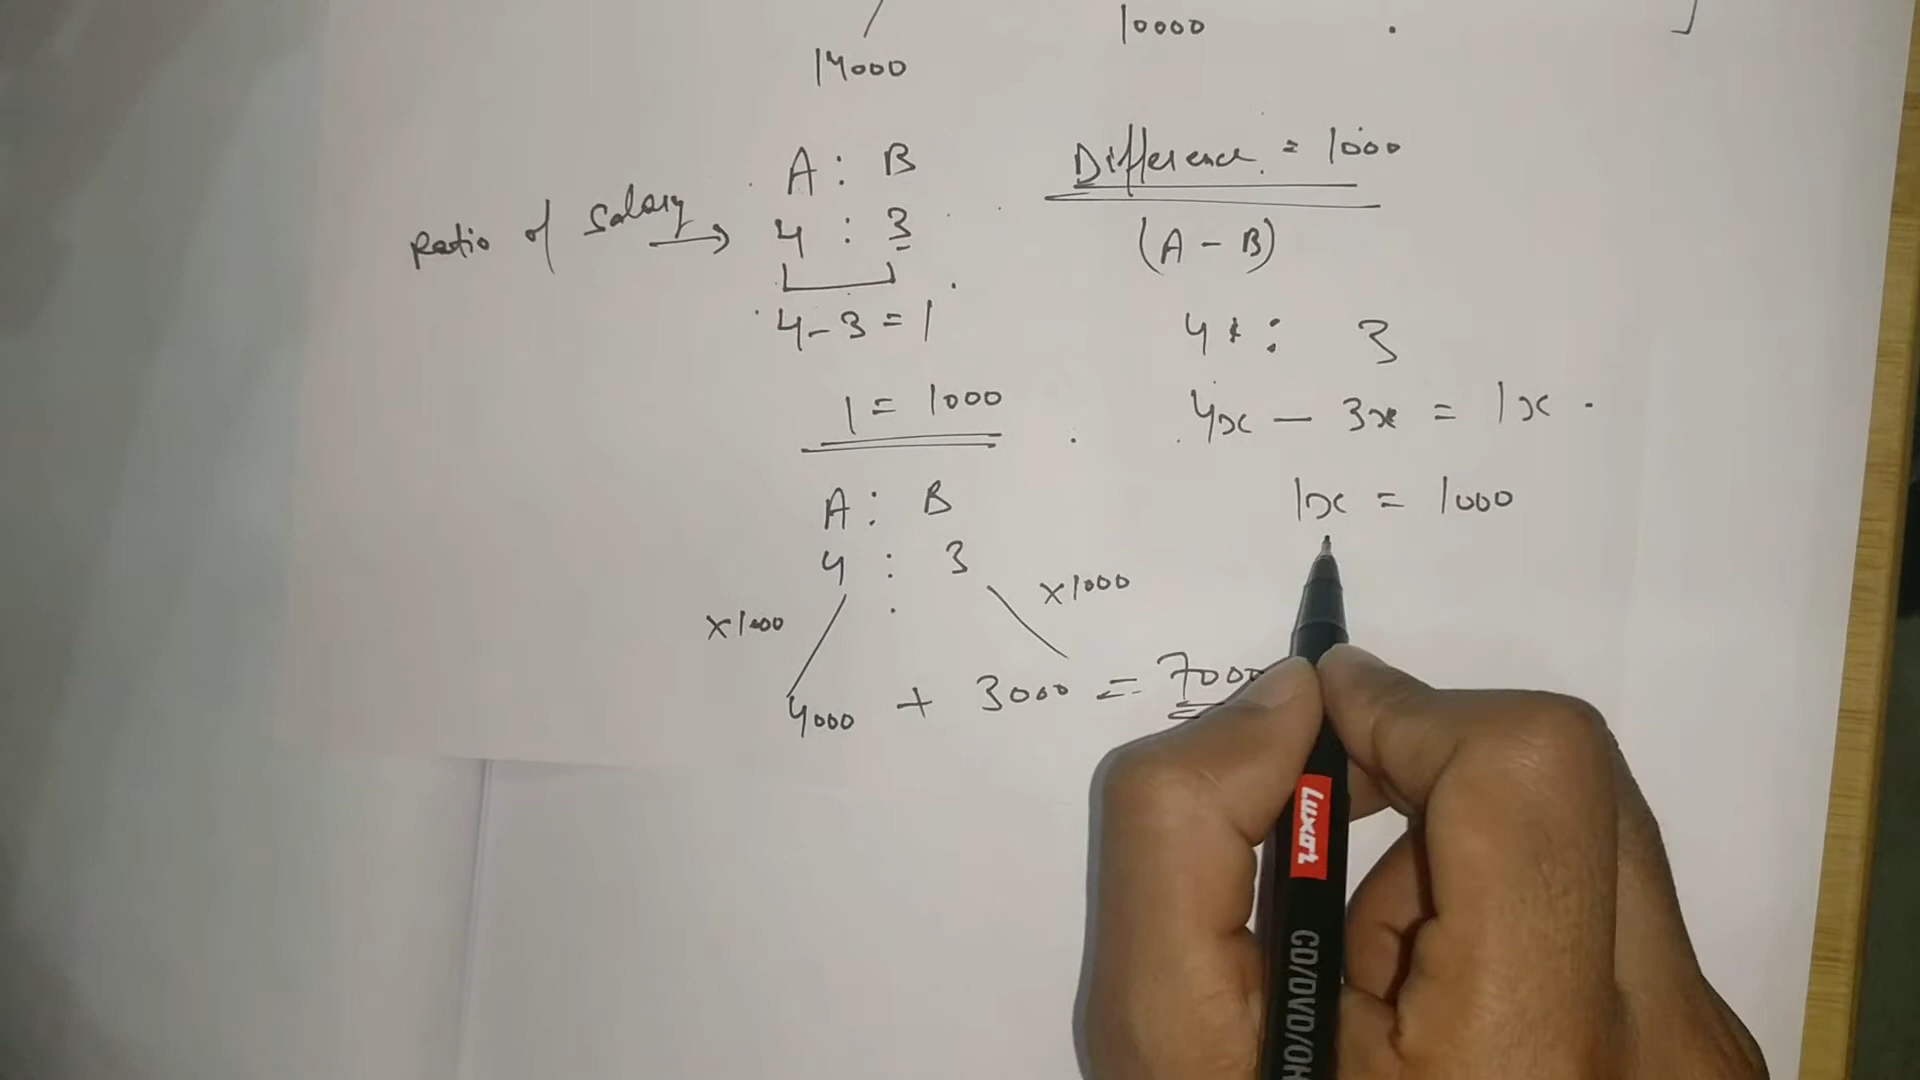 14000
10000
A : B
Difference = 1000
Ratio of Salary → 4 : 3
(A - B)
4 - 3 = 1
4x : 3
1 = 1000
4x - 3x = 1x
A : B
1x = 1000
4 : 3
x1000
x1000
4000 + 3000 = 7000
Luxor
CD/DVD/OH